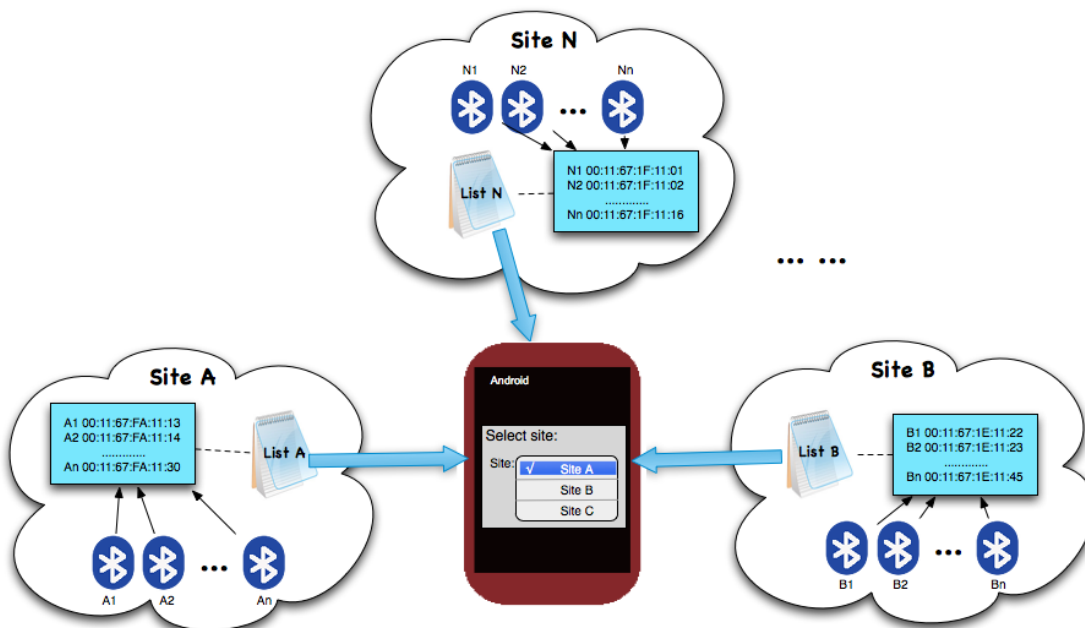 Site N
N1 N2 ... Nn
N1 00:11:67:1F:11:01
N2 00:11:67:1F:11:02
.............
Nn 00:11:67:1F:11:16
List N
... ...
Site A
A1 00:11:67:FA:11:13
A2 00:11:67:FA:11:14
.............
An 00:11:67:FA:11:30
List A
A1 A2 ... An
Android
Select site:
Site: √ Site A
Site B
Site C
Site B
B1 00:11:67:1E:11:22
B2 00:11:67:1E:11:23
.............
Bn 00:11:67:1E:11:45
List B
B1 B2 ... Bn